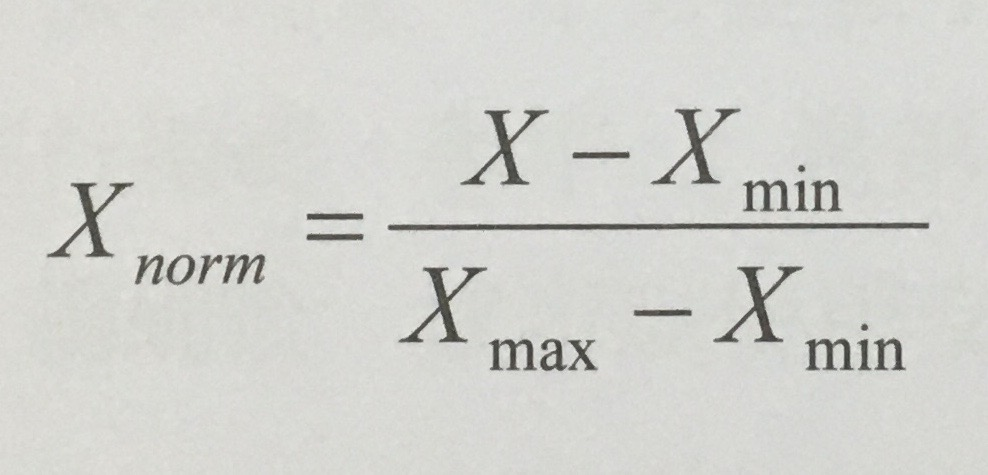 X_norm = (X − X_min) / (X_max − X_min)